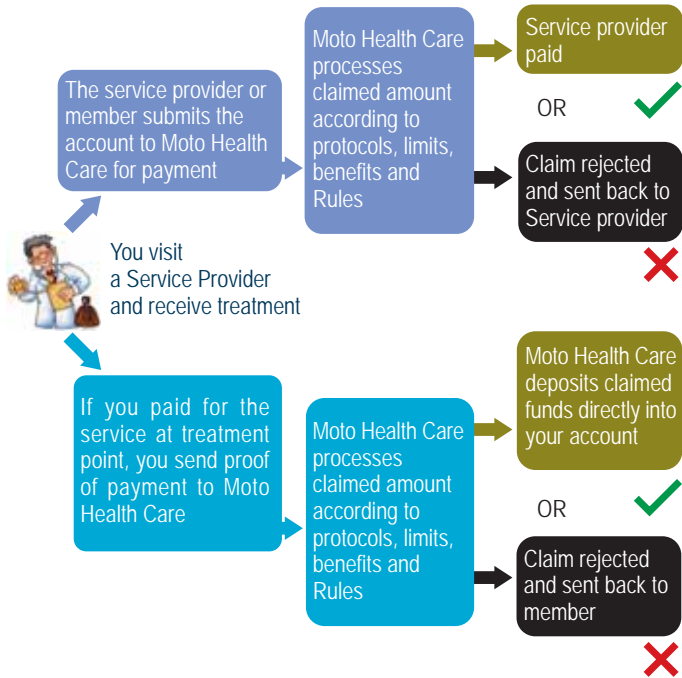 You visit
a Service Provider
and receive treatment
The service provider or
member submits the
account to Moto Health
Care for payment
Moto Health Care
processes
claimed amount
according to
protocols, limits,
benefits and
Rules
Service provider
paid
OR
Claim rejected
and sent back to
Service provider
If you paid for the
service at treatment
point, you send proof
of payment to Moto
Health Care
Moto Health Care
processes
claimed amount
according to
protocols, limits,
benefits and
Rules
Moto Health Care
deposits claimed
funds directly into
your account
OR
Claim rejected
and sent back to
member